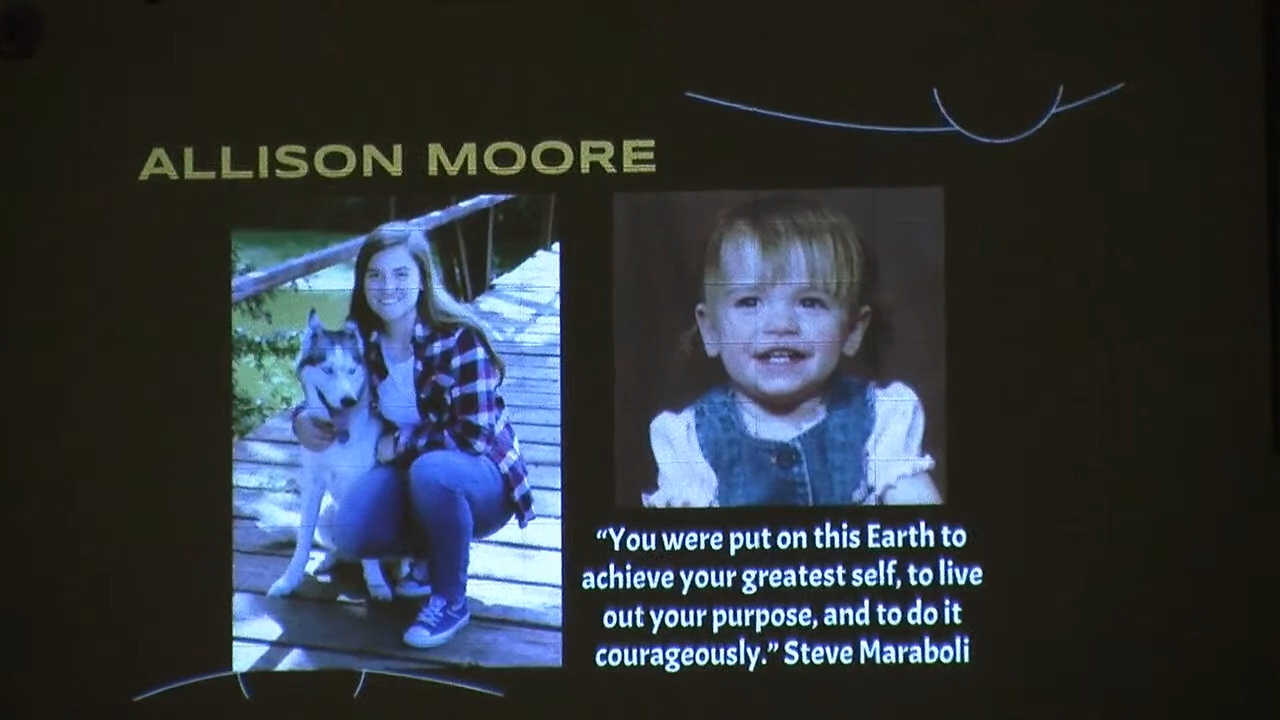 ALLISON MOORE
“You were put on this Earth to
achieve your greatest self, to live
out your purpose, and to do it
courageously.” Steve Maraboli